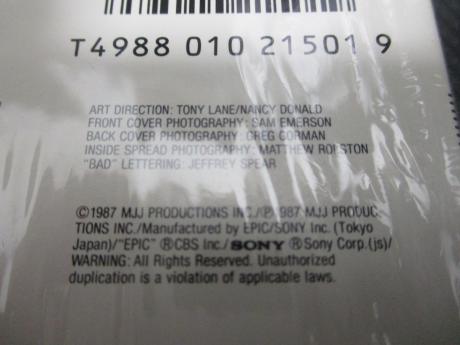 T4988 010 21501 9
ART DIRECTION: TONY LANE/NANCY DONALD
FRONT COVER PHOTOGRAPHY: SAM EMERSON
BACK COVER PHOTOGRAPHY: GREG GORMAN
INSIDE SPREAD PHOTOGRAPHY: MATTHEW ROLSTON
"BAD" LETTERING: JEFFREY SPEAR
©1987 MJJ PRODUCTIONS INC./℗1987 MJJ PRODUC-
TIONS INC./Manufactured by EPIC/SONY Inc. (Tokyo
Japan)/"EPIC" ®CBS Inc./SONY ®Sony Corp.(js)/
WARNING: All Rights Reserved. Unauthorized
duplication is a violation of applicable laws.